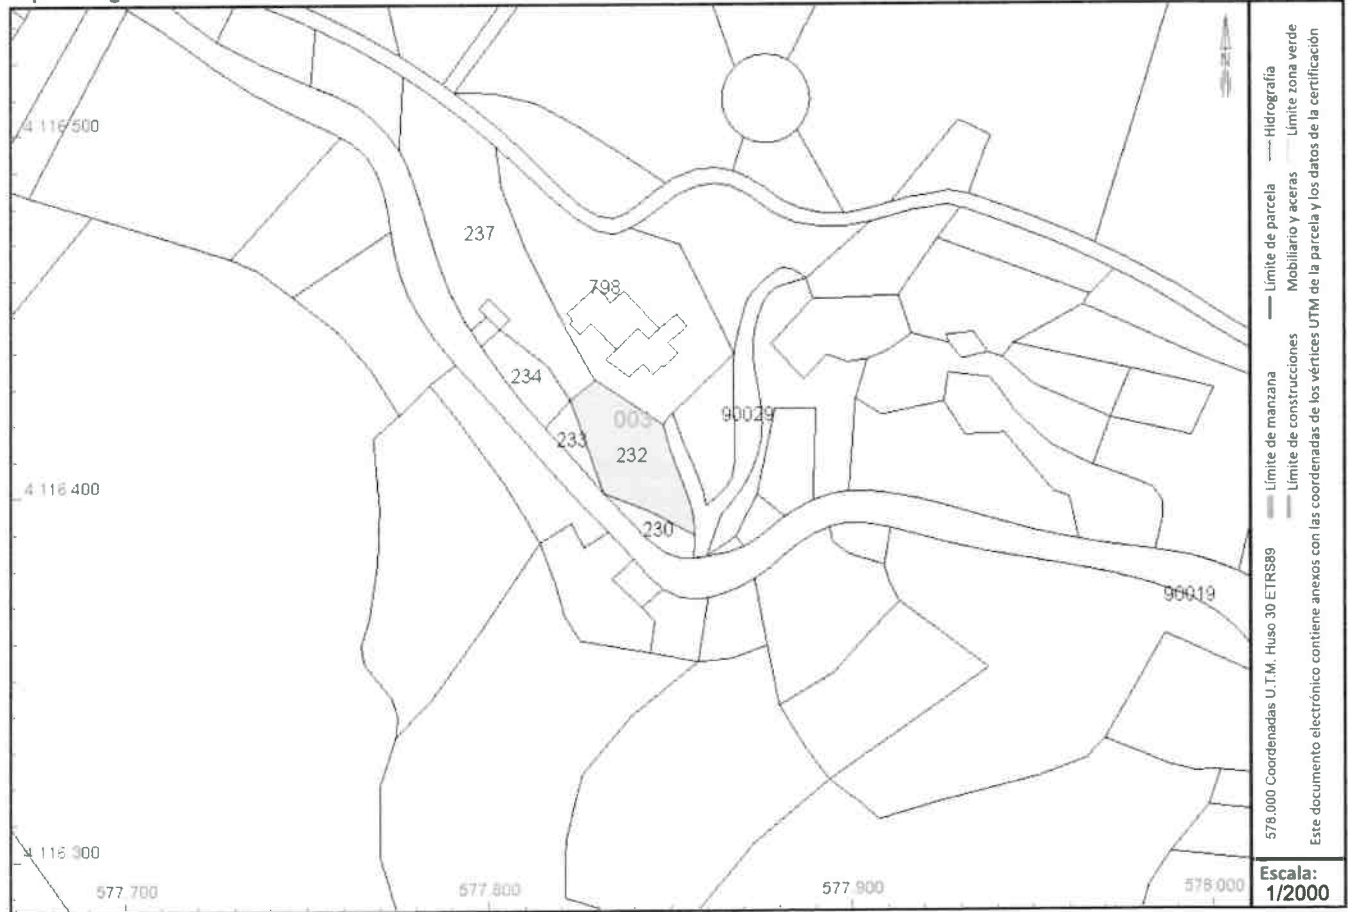 4.116.500
237
798
234
003
90029
233
232
4.116.400
230
90019
4.116.300
577.700
577.800
577.900
578.000
578.000 Coordenadas U.T.M. Huso 30 ETRS89
Límite de manzana
Límite de parcela
Hidrografía
Límite de construcciones
Mobiliario y aceras
Límite zona verde
Este documento electrónico contiene anexos con las coordenadas de los vértices UTM de la parcela y los datos de la certificación
Escala:
1/2000